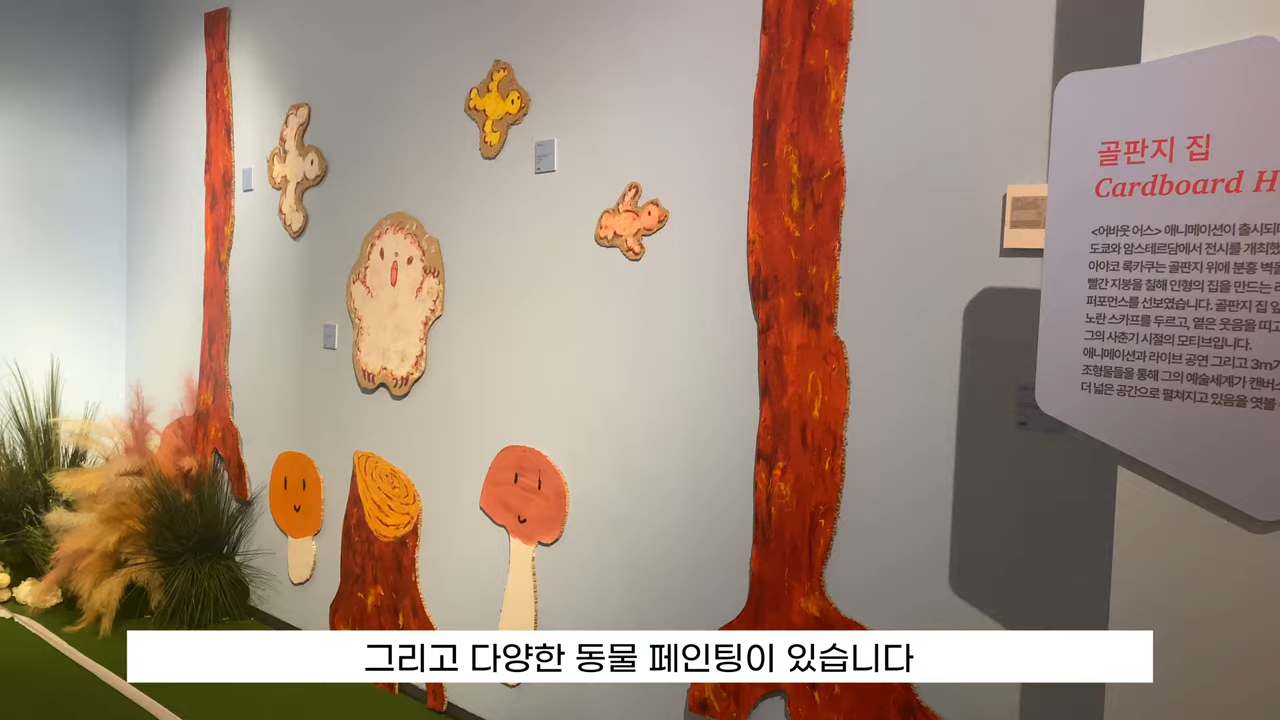 골판지 집
Cardboard H
<어바웃 어스> 애니메이션이 출시되
도쿄와 암스테르담에서 전시를 개최했
아야코 록카쿠는 골판지 위에 분홍 벽을
빨간 지붕을 칠해 인형의 집을 만드는 라
퍼포먼스를 선보였습니다. 골판지 집 앞
노란 스카프를 두르고, 옅은 웃음을 띠고
그의 사춘기 시절의 모티브입니다.
애니메이션과 라이브 공연 그리고 3m가
조형물들을 통해 그의 예술세계가 캔버스
더 넓은 공간으로 펼쳐지고 있음을 엿볼
그리고 다양한 동물 페인팅이 있습니다